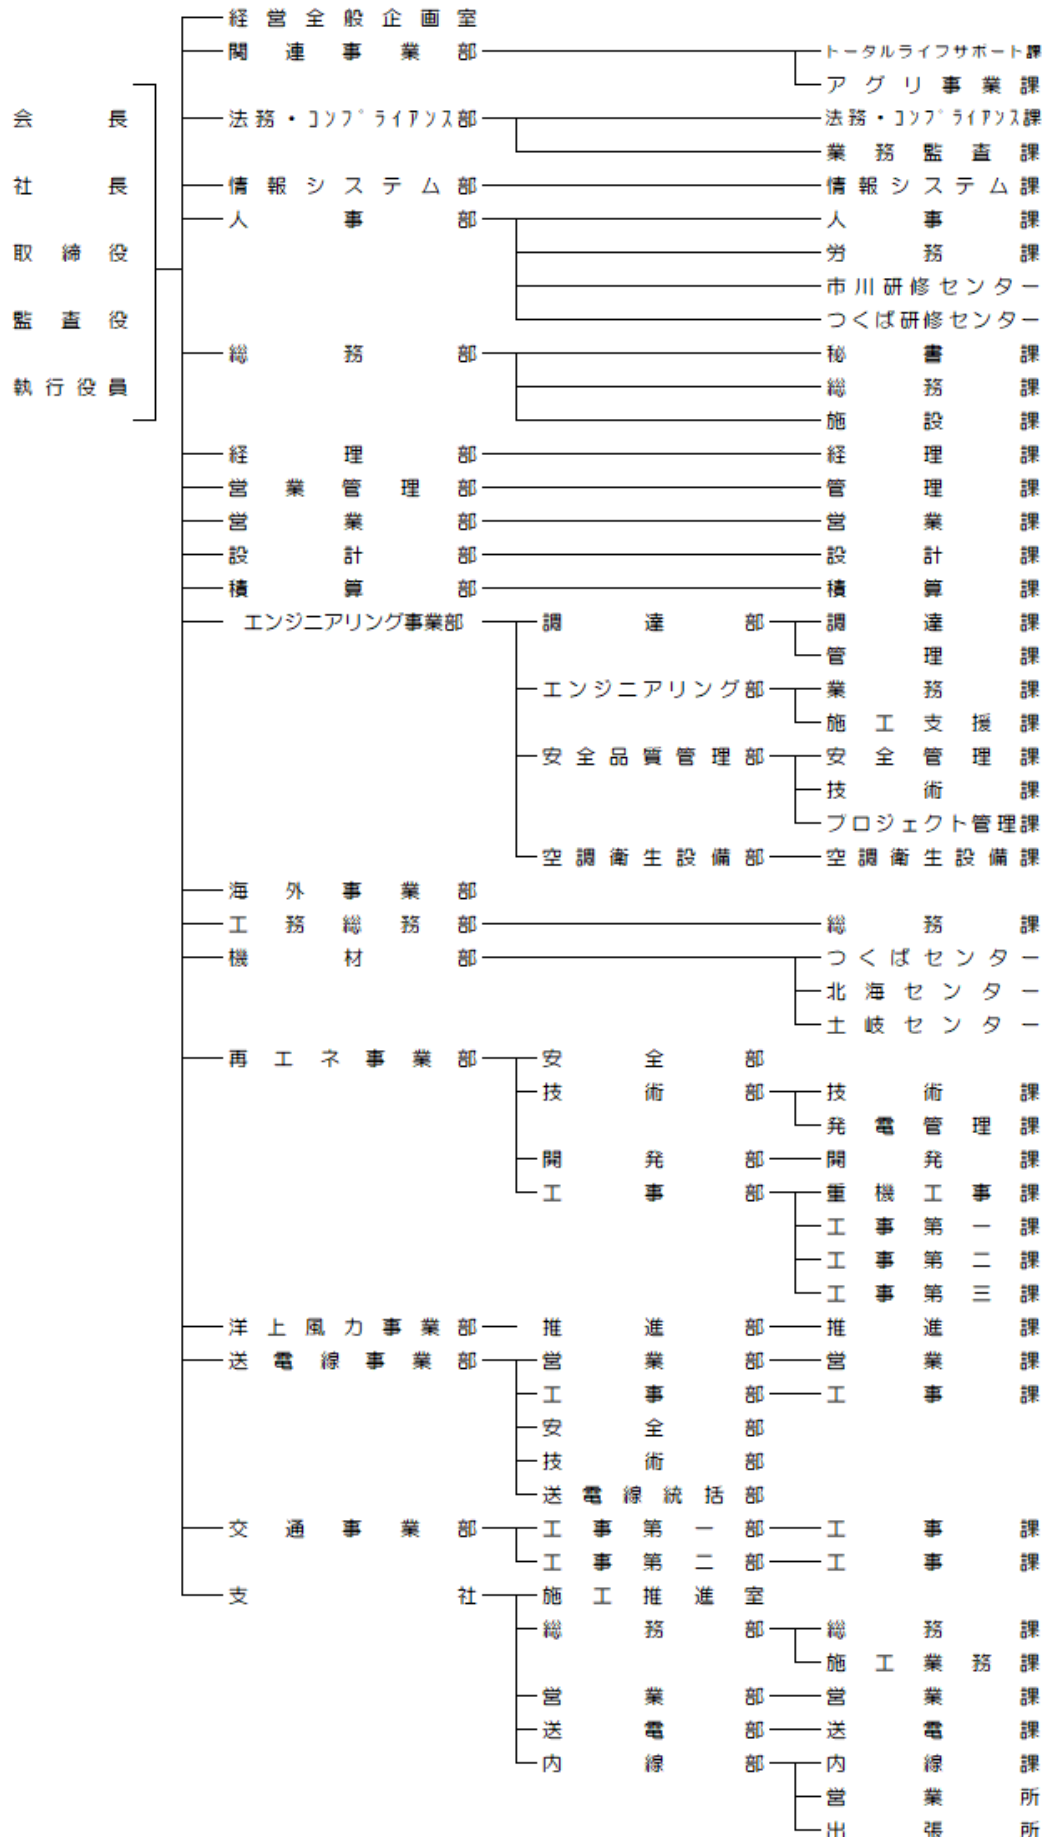 経営全般企画室
関連事業部 トータルライフサポート課
アグリ事業課
会長 法務・コンプライアンス部 法務・コンプライアンス課
業務監査課
社長 情報システム部 情報システム課
人事部 人事課
取締役 労務課
市川研修センター
監査役 つくば研修センター
総務部 秘書課
執行役員 総務課
施設課
経理部 経理課
営業管理部 管理課
営業部 営業課
設計部 設計課
積算部 積算課
エンジニアリング事業部 調達部 調達課
管理課
エンジニアリング部 業務課
施工支援課
安全品質管理部 安全管理課
技術課
プロジェクト管理課
空調衛生設備部 空調衛生設備課
海外事業部
工務総務部 総務課
機材部 つくばセンター
北海センター
土岐センター
再エネ事業部 安全部
技術部 技術課
発電管理課
開発部 開発課
工事部 重機工事課
工事第一課
工事第二課
工事第三課
洋上風力事業部 推進部 推進課
送電線事業部 営業部 営業課
工事部 工事課
安全部
技術部
送電線統括部
交通事業部 工事第一部 工事課
工事第二部 工事課
支社 施工推進室
総務部 総務課
施工業務課
営業部 営業課
送電部 送電課
内線部 内線課
営業所
出張所